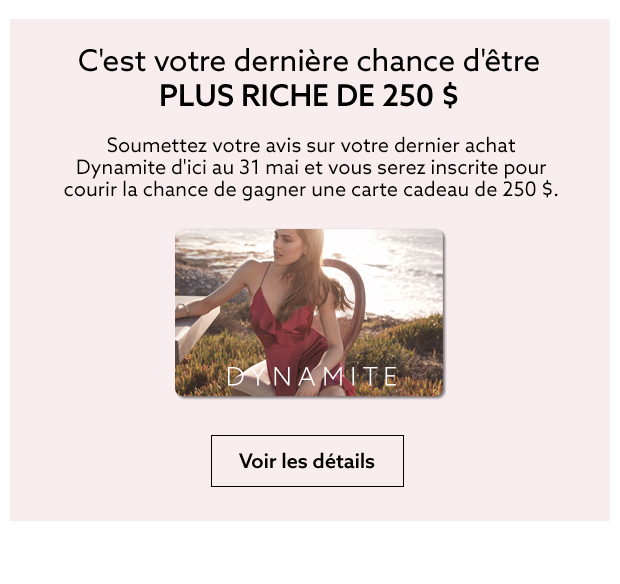 C'est votre dernière chance d'être
PLUS RICHE DE 250 $
Soumettez votre avis sur votre dernier achat
Dynamite d'ici au 31 mai et vous serez inscrite pour
courir la chance de gagner une carte cadeau de 250 $.
DYNAMITE
Voir les détails